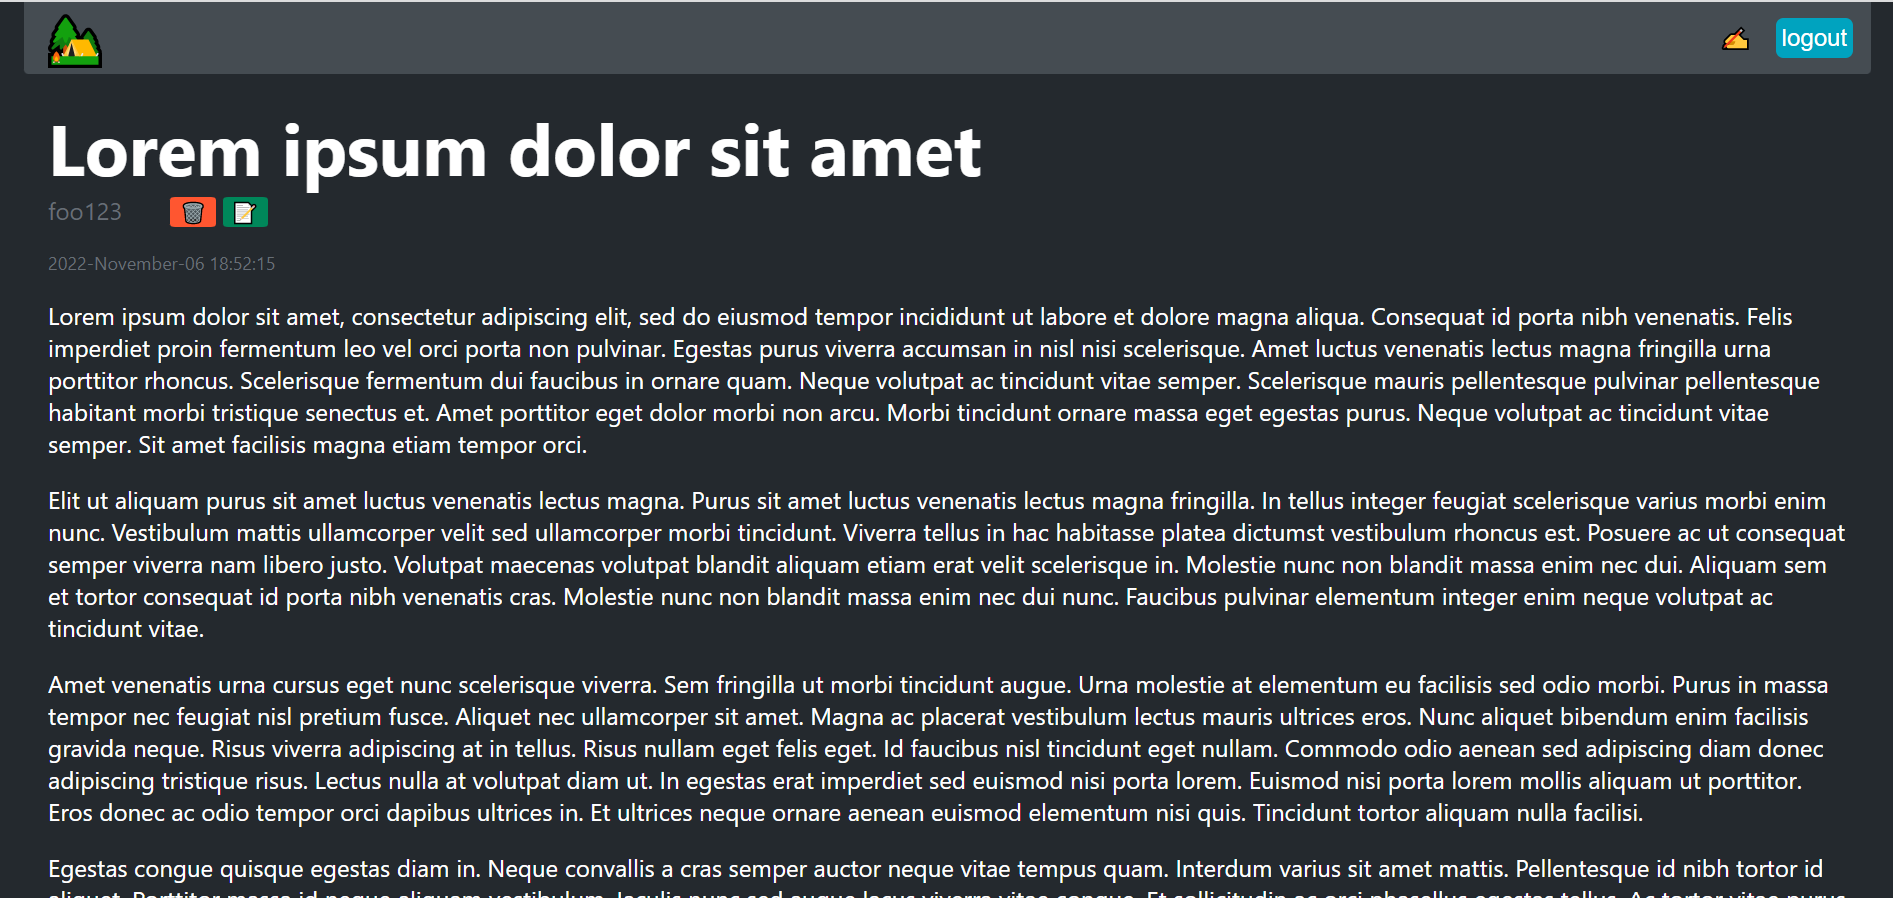 logout
Lorem ipsum dolor sit amet
foo123
2022-November-06 18:52:15
Lorem ipsum dolor sit amet, consectetur adipiscing elit, sed do eiusmod tempor incididunt ut labore et dolore magna aliqua. Consequat id porta nibh venenatis. Felis
imperdiet proin fermentum leo vel orci porta non pulvinar. Egestas purus viverra accumsan in nisl nisi scelerisque. Amet luctus venenatis lectus magna fringilla urna
porttitor rhoncus. Scelerisque fermentum dui faucibus in ornare quam. Neque volutpat ac tincidunt vitae semper. Scelerisque mauris pellentesque pulvinar pellentesque
habitant morbi tristique senectus et. Amet porttitor eget dolor morbi non arcu. Morbi tincidunt ornare massa eget egestas purus. Neque volutpat ac tincidunt vitae
semper. Sit amet facilisis magna etiam tempor orci.
Elit ut aliquam purus sit amet luctus venenatis lectus magna. Purus sit amet luctus venenatis lectus magna fringilla. In tellus integer feugiat scelerisque varius morbi enim
nunc. Vestibulum mattis ullamcorper velit sed ullamcorper morbi tincidunt. Viverra tellus in hac habitasse platea dictumst vestibulum rhoncus est. Posuere ac ut consequat
semper viverra nam libero justo. Volutpat maecenas volutpat blandit aliquam etiam erat velit scelerisque in. Molestie nunc non blandit massa enim nec dui. Aliquam sem
et tortor consequat id porta nibh venenatis cras. Molestie nunc non blandit massa enim nec dui nunc. Faucibus pulvinar elementum integer enim neque volutpat ac
tincidunt vitae.
Amet venenatis urna cursus eget nunc scelerisque viverra. Sem fringilla ut morbi tincidunt augue. Urna molestie at elementum eu facilisis sed odio morbi. Purus in massa
tempor nec feugiat nisl pretium fusce. Aliquet nec ullamcorper sit amet. Magna ac placerat vestibulum lectus mauris ultrices eros. Nunc aliquet bibendum enim facilisis
gravida neque. Risus viverra adipiscing at in tellus. Risus nullam eget felis eget. Id faucibus nisl tincidunt eget nullam. Commodo odio aenean sed adipiscing diam donec
adipiscing tristique risus. Lectus nulla at volutpat diam ut. In egestas erat imperdiet sed euismod nisi porta lorem. Euismod nisi porta lorem mollis aliquam ut porttitor.
Eros donec ac odio tempor orci dapibus ultrices in. Et ultrices neque ornare aenean euismod elementum nisi quis. Tincidunt tortor aliquam nulla facilisi.
Egestas congue quisque egestas diam in. Neque convallis a cras semper auctor neque vitae tempus quam. Interdum varius sit amet mattis. Pellentesque id nibh tortor id